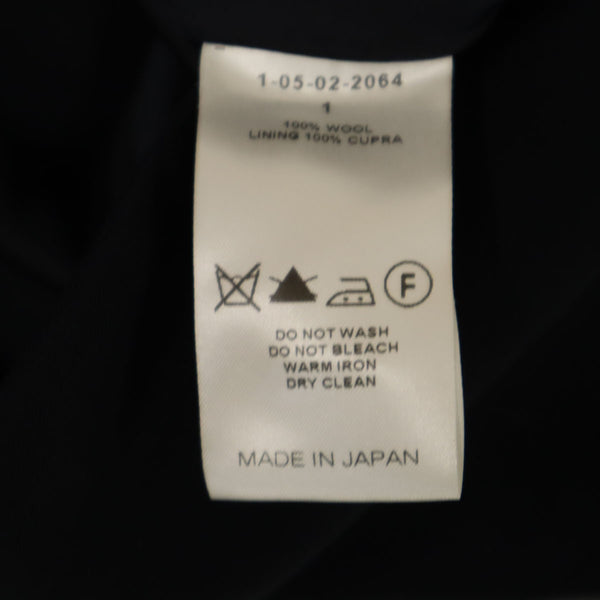 1-05-02-2064
1
100% WOOL
LINING 100% CUPRA
F
DO NOT WASH
DO NOT BLEACH
WARM IRON
DRY CLEAN
MADE IN JAPAN